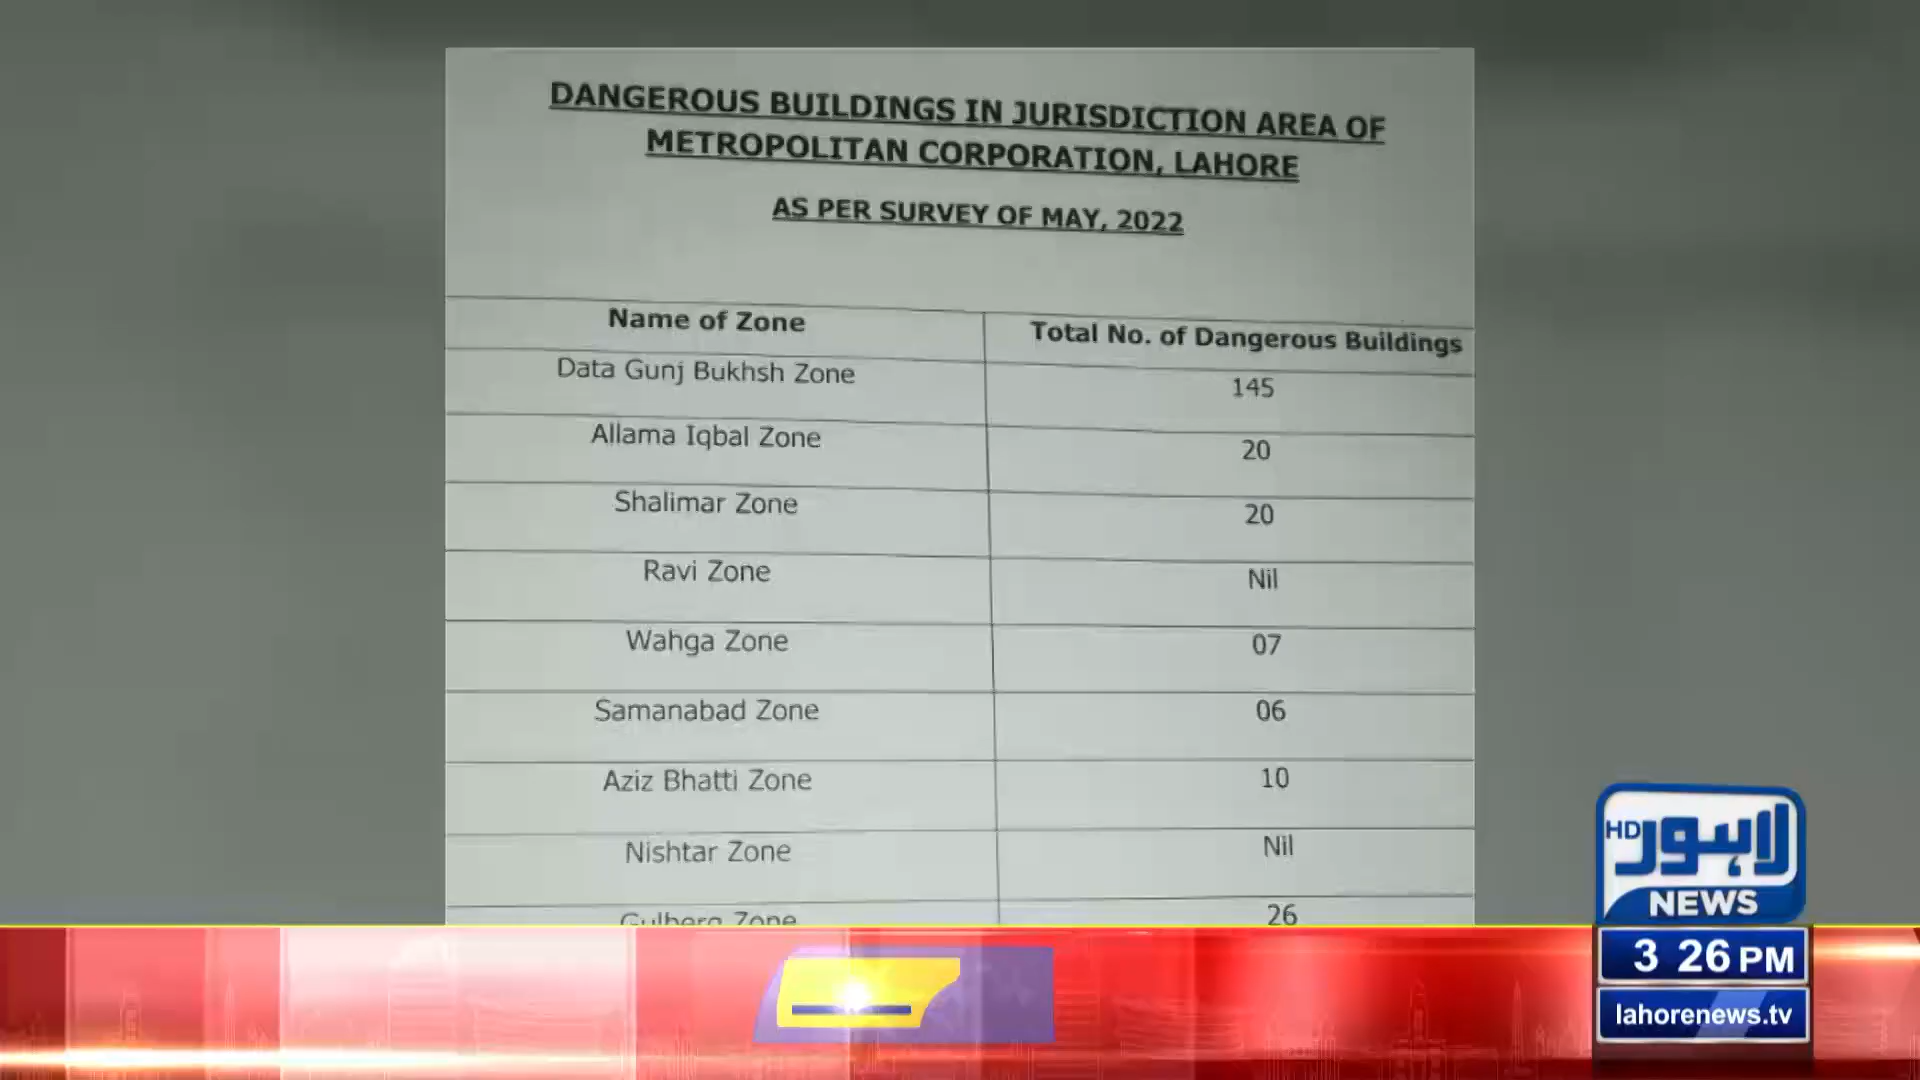 DANGEROUS BUILDINGS IN JURISDICTION AREA OF
METROPOLITAN CORPORATION, LAHORE
AS PER SURVEY OF MAY, 2022
Name of Zone Total No. of Dangerous Buildings
Data Gunj Bukhsh Zone 145
Allama Iqbal Zone 20
Shalimar Zone 20
Ravi Zone Nil
Wahga Zone 07
Samanabad Zone 06
Aziz Bhatti Zone 10
Nishtar Zone Nil
Gulberg Zone 26
HD لاہور
NEWS
3 26 PM
lahorenews.tv